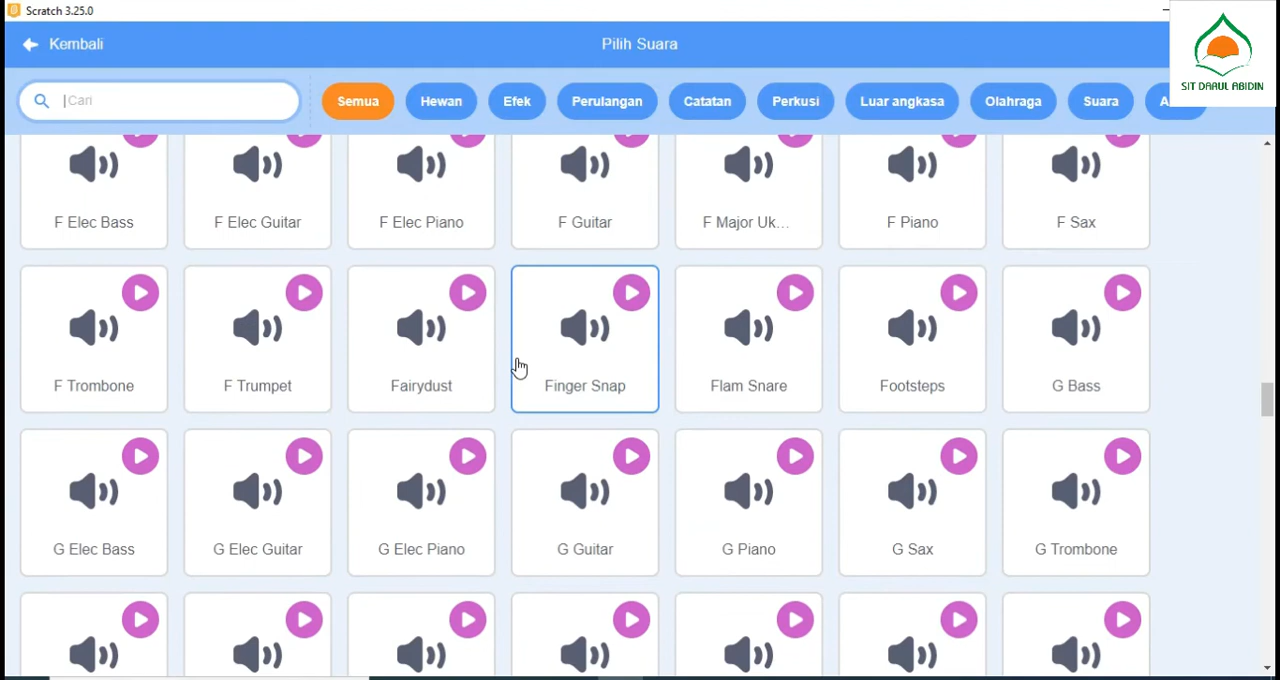 Scratch 3.25.0
Kembali
Pilih Suara
SIT DARUL ABIDIN
Cari
Semua
Hewan
Efek
Perulangan
Catatan
Perkusi
Luar angkasa
Olahraga
Suara
F Elec Bass
F Elec Guitar
F Elec Piano
F Guitar
F Major Uk...
F Piano
F Sax
F Trombone
F Trumpet
Fairydust
Finger Snap
Flam Snare
Footsteps
G Bass
G Elec Bass
G Elec Guitar
G Elec Piano
G Guitar
G Piano
G Sax
G Trombone